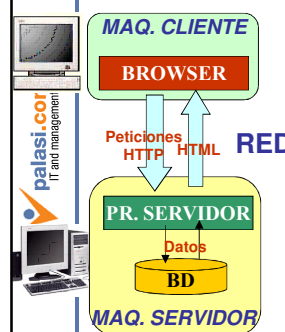 MAQ. CLIENTE
BROWSER
Peticiones
HTTP
HTML
RED
PR. SERVIDOR
Datos
BD
MAQ. SERVIDOR
palasi.com
IT and management